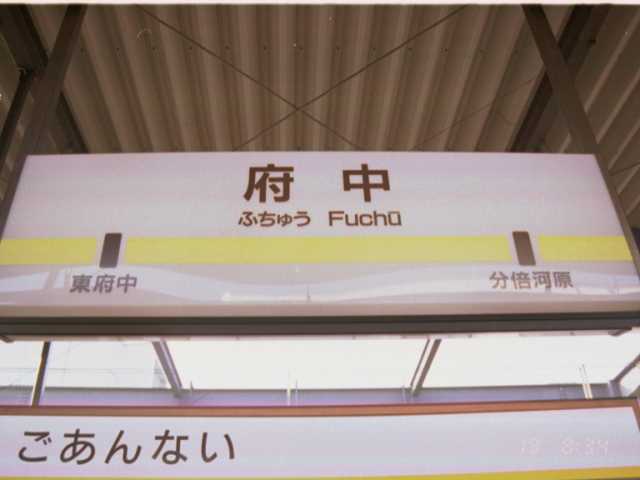 府中
ふちゅう Fuchū
東府中
分倍河原
ごあんない